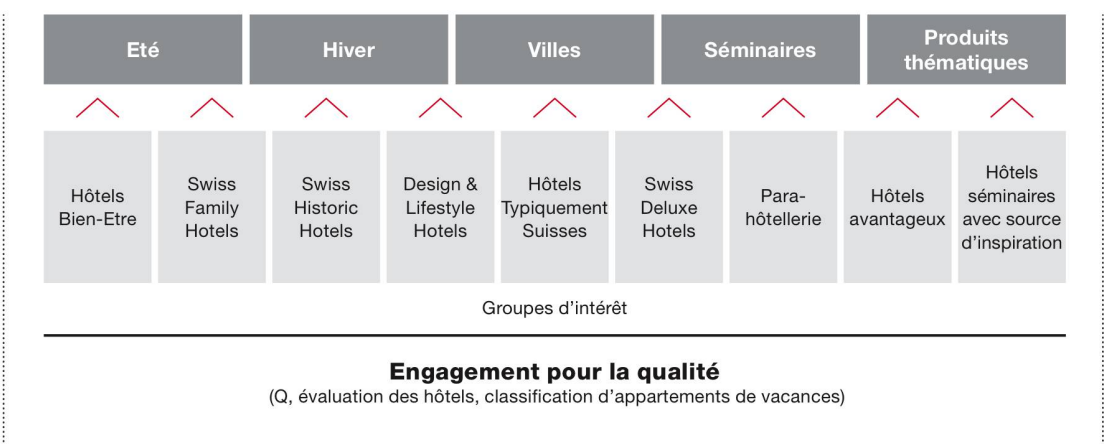 Eté
Hiver
Villes
Séminaires
Produits
thématiques
Hôtels
Bien-Etre
Swiss
Family
Hotels
Swiss
Historic
Hotels
Design &
Lifestyle
Hotels
Hôtels
Typiquement
Suisses
Swiss
Deluxe
Hotels
Para-
hôtellerie
Hôtels
avantageux
Hôtels
séminaires
avec source
d’inspiration
Groupes d’intérêt
Engagement pour la qualité
(Q, évaluation des hôtels, classification d’appartements de vacances)